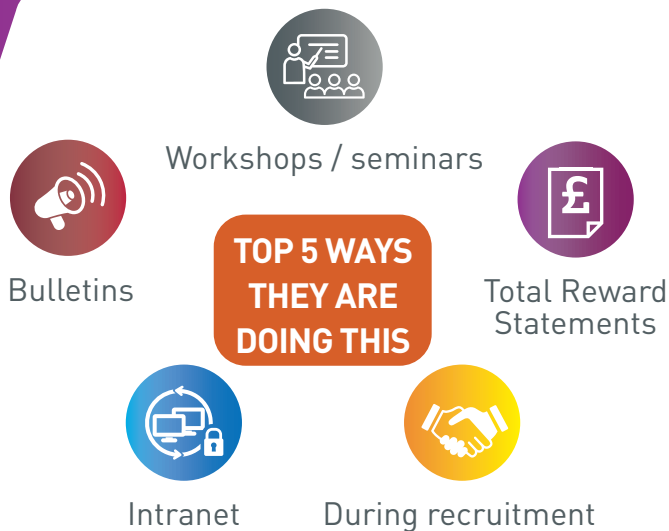 Workshops / seminars
Bulletins
TOP 5 WAYS
THEY ARE
DOING THIS
£
Total Reward
Statements
Intranet
During recruitment